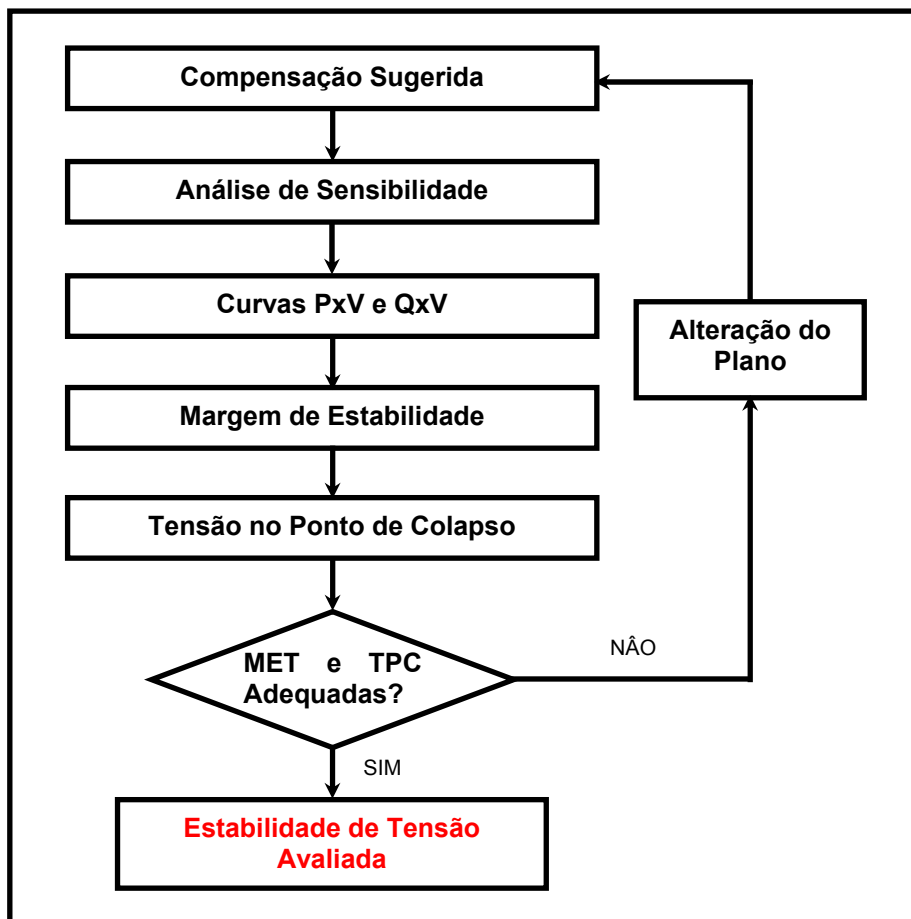 Compensação Sugerida
Análise de Sensibilidade
Curvas PxV e QxV
Alteração do
Plano
Margem de Estabilidade
Tensão no Ponto de Colapso
MET e TPC
Adequadas?
NÂO
SIM
Estabilidade de Tensão
Avaliada